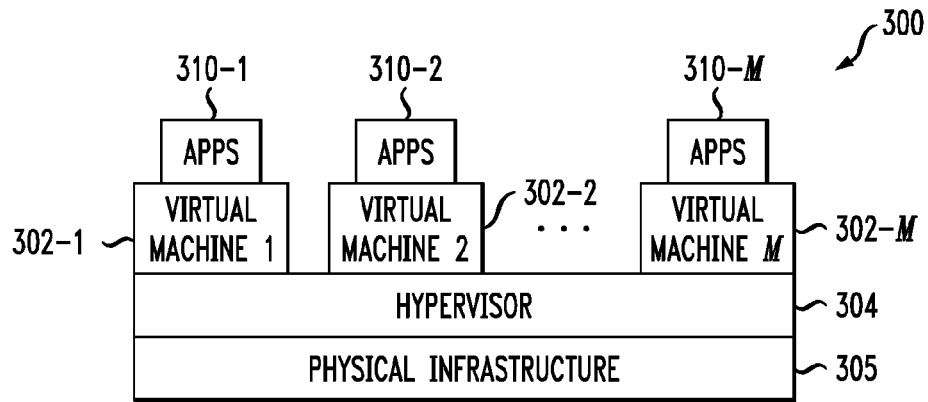 300
310-1 310-2 310-M
APPS APPS APPS
VIRTUAL MACHINE 1
VIRTUAL MACHINE 2
VIRTUAL MACHINE M
302-1 302-2 ... 302-M
HYPERVISOR 304
PHYSICAL INFRASTRUCTURE 305